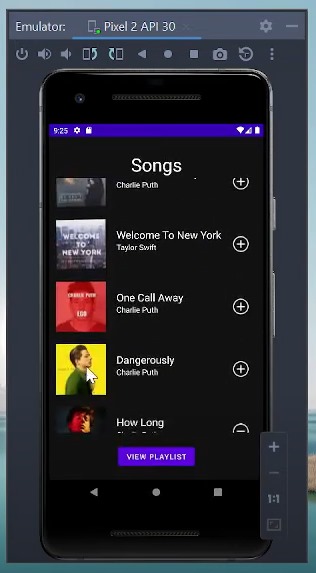 Emulator: Pixel 2 API 30
9:25
Songs
Charlie Puth
WELCOME
TO
NEW YORK
Welcome To New York
Taylor Swift
CHARLIE PUTH
EGO
One Call Away
Charlie Puth
Dangerously
Charlie Puth
How Long
VIEW PLAYLIST
1:1